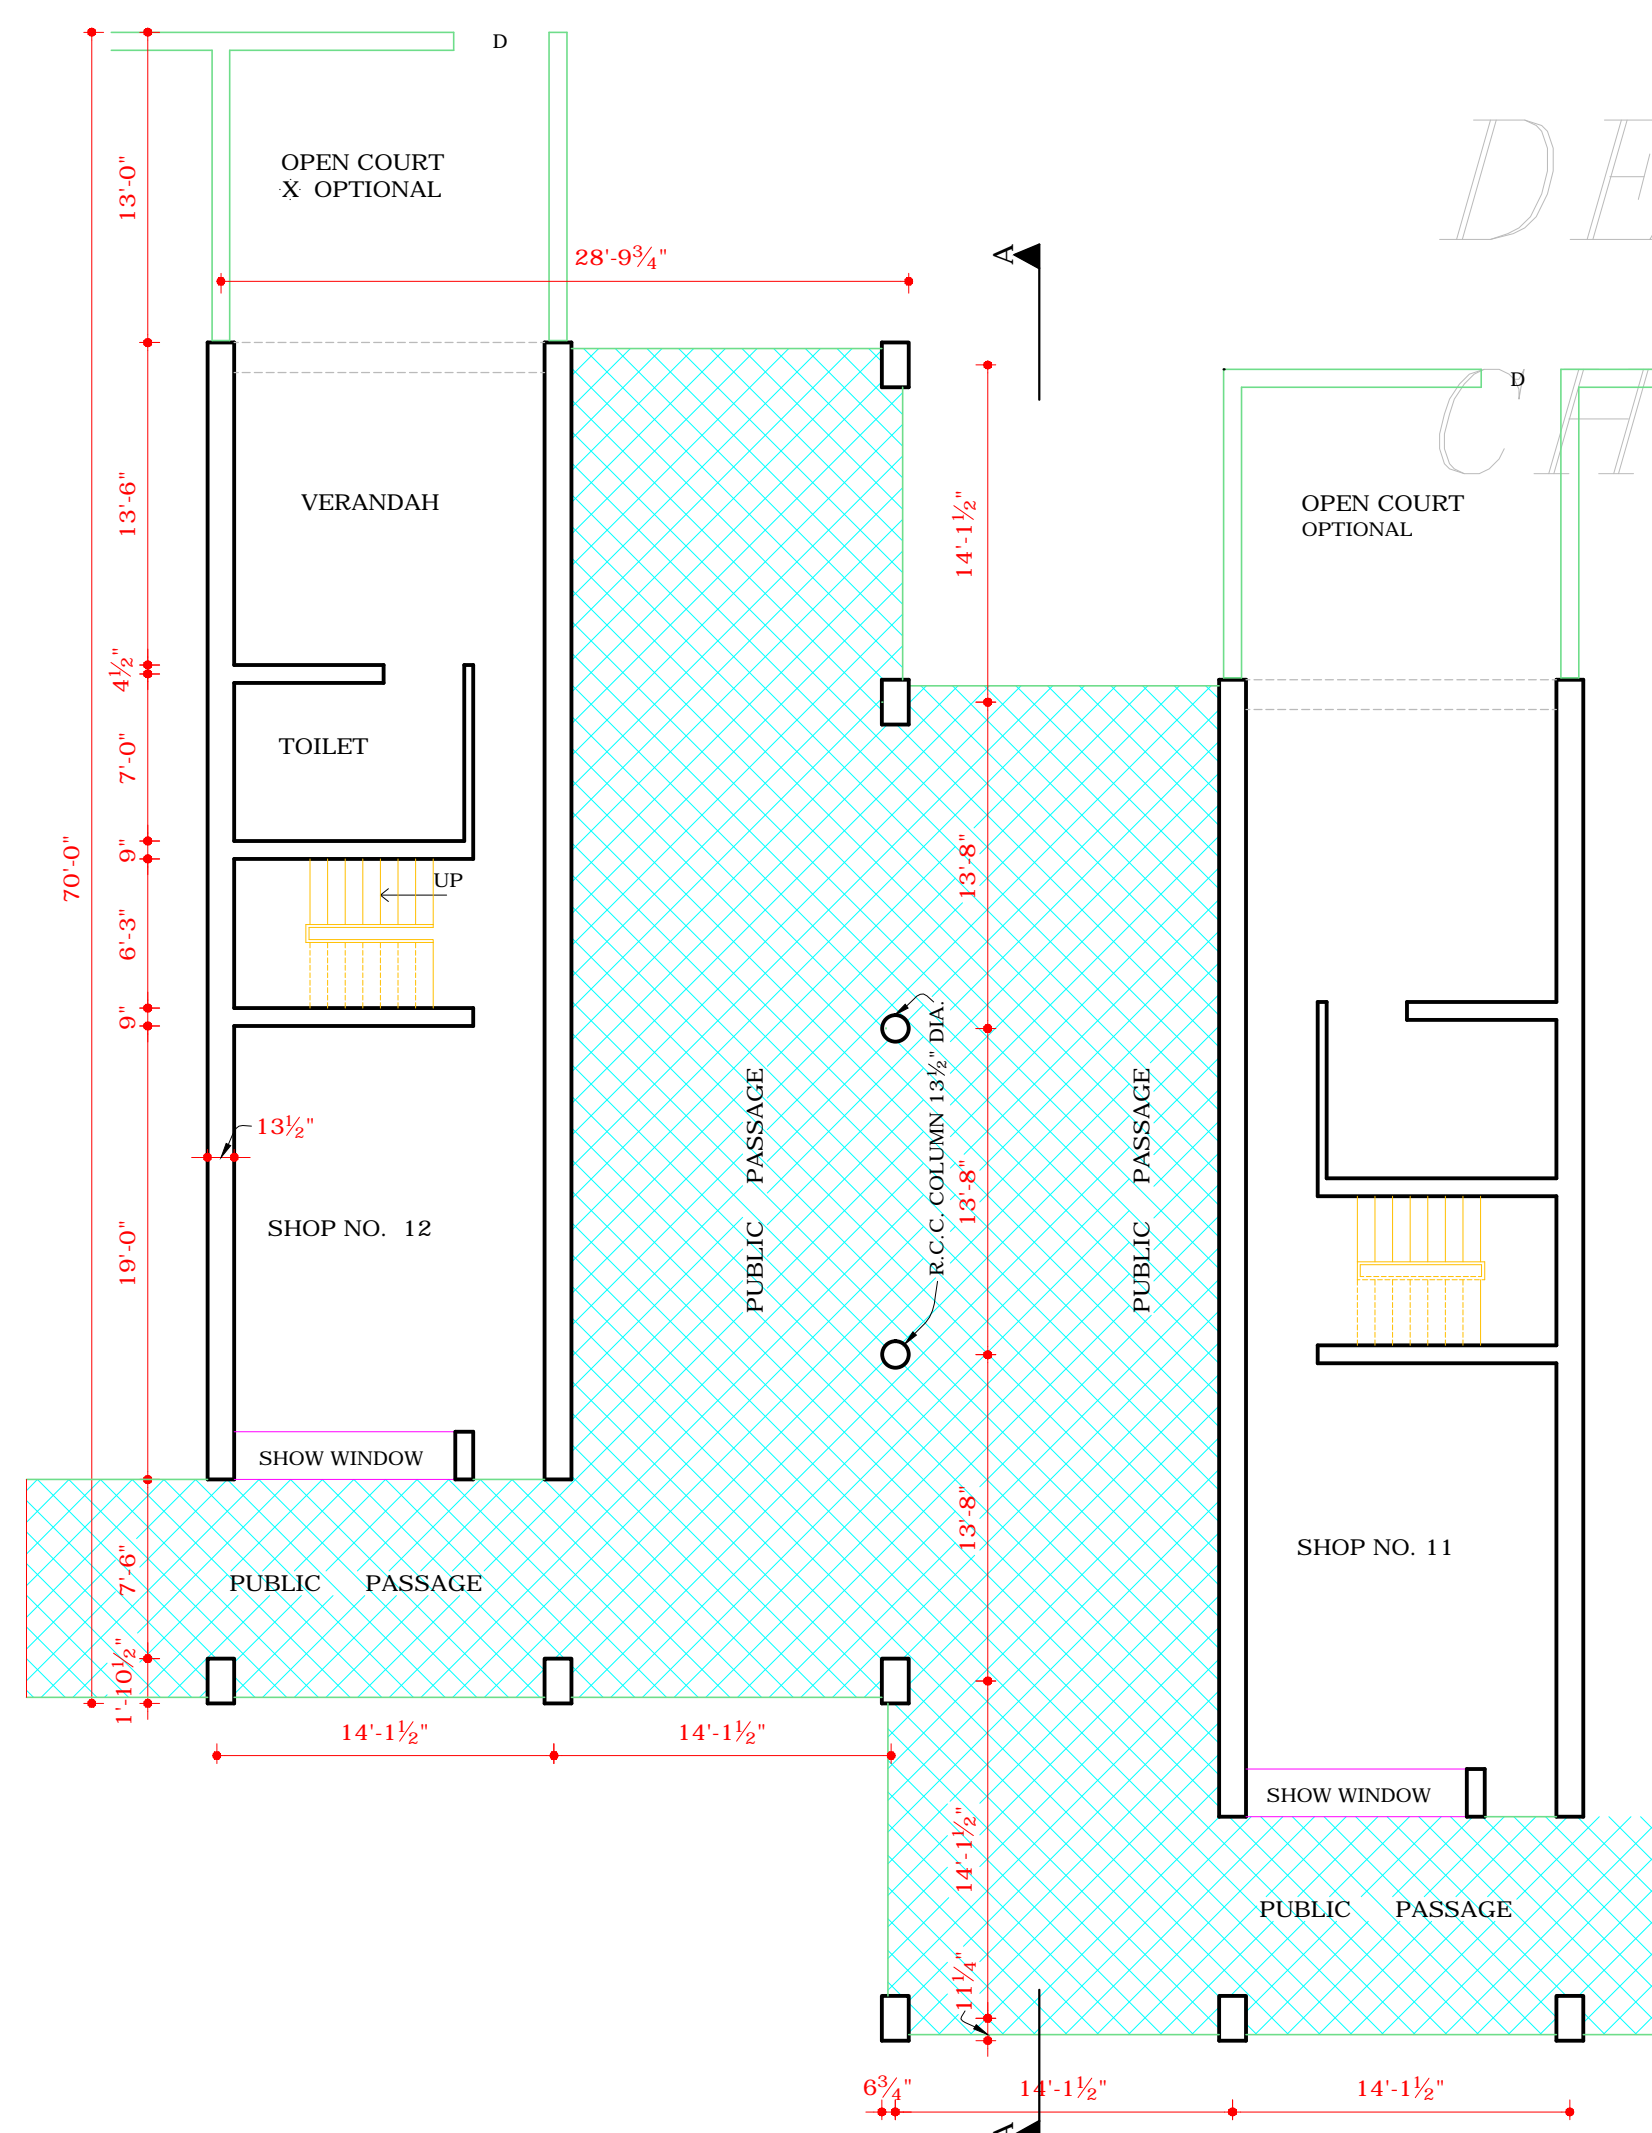 D
OPEN COURT
X OPTIONAL
13'-0"
28'-9¾"
A
DE
D
CH
VERANDAH
13'-6"
14'-1½"
OPEN COURT
OPTIONAL
4½"
TOILET
7'-0"
70'-0"
9"
UP
13'-8"
6'-3"
9"
R.C.C. COLUMN 13½" DIA.
13½"
PUBLIC PASSAGE
PUBLIC PASSAGE
13'-8"
SHOP NO. 12
19'-0"
SHOW WINDOW
13'-8"
SHOP NO. 11
7'-6"
PUBLIC PASSAGE
1'-10½"
14'-1½"
14'-1½"
SHOW WINDOW
14'-1½"
PUBLIC PASSAGE
11¼"
6¾"
14'-1½"
14'-1½"
A